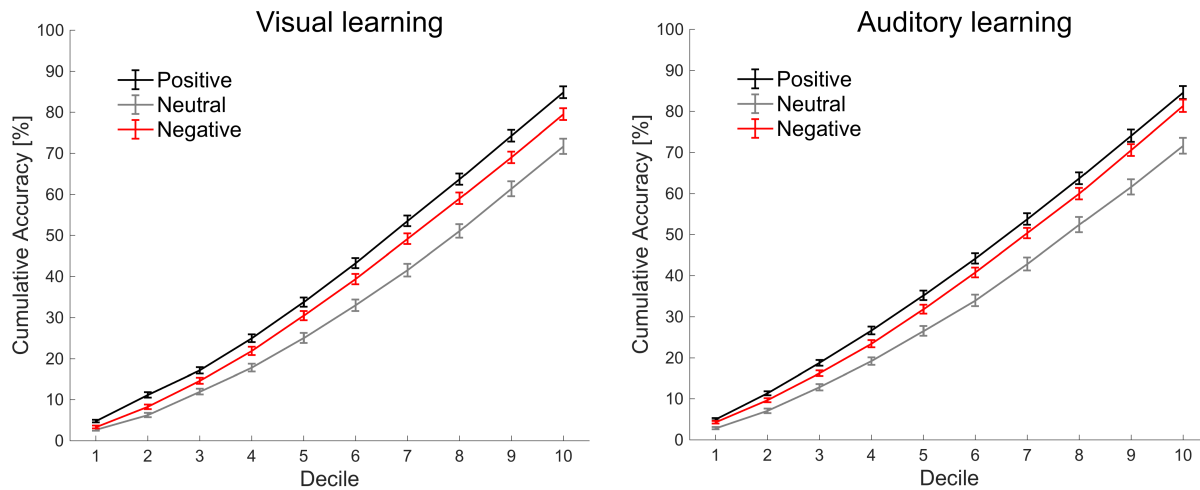 Visual learning
Cumulative Accuracy [%]
100
90
80
70
60
50
40
30
20
10
0
Positive
Neutral
Negative
1 2 3 4 5 6 7 8 9 10
Decile
Auditory learning
Cumulative Accuracy [%]
100
90
80
70
60
50
40
30
20
10
0
Positive
Neutral
Negative
1 2 3 4 5 6 7 8 9 10
Decile